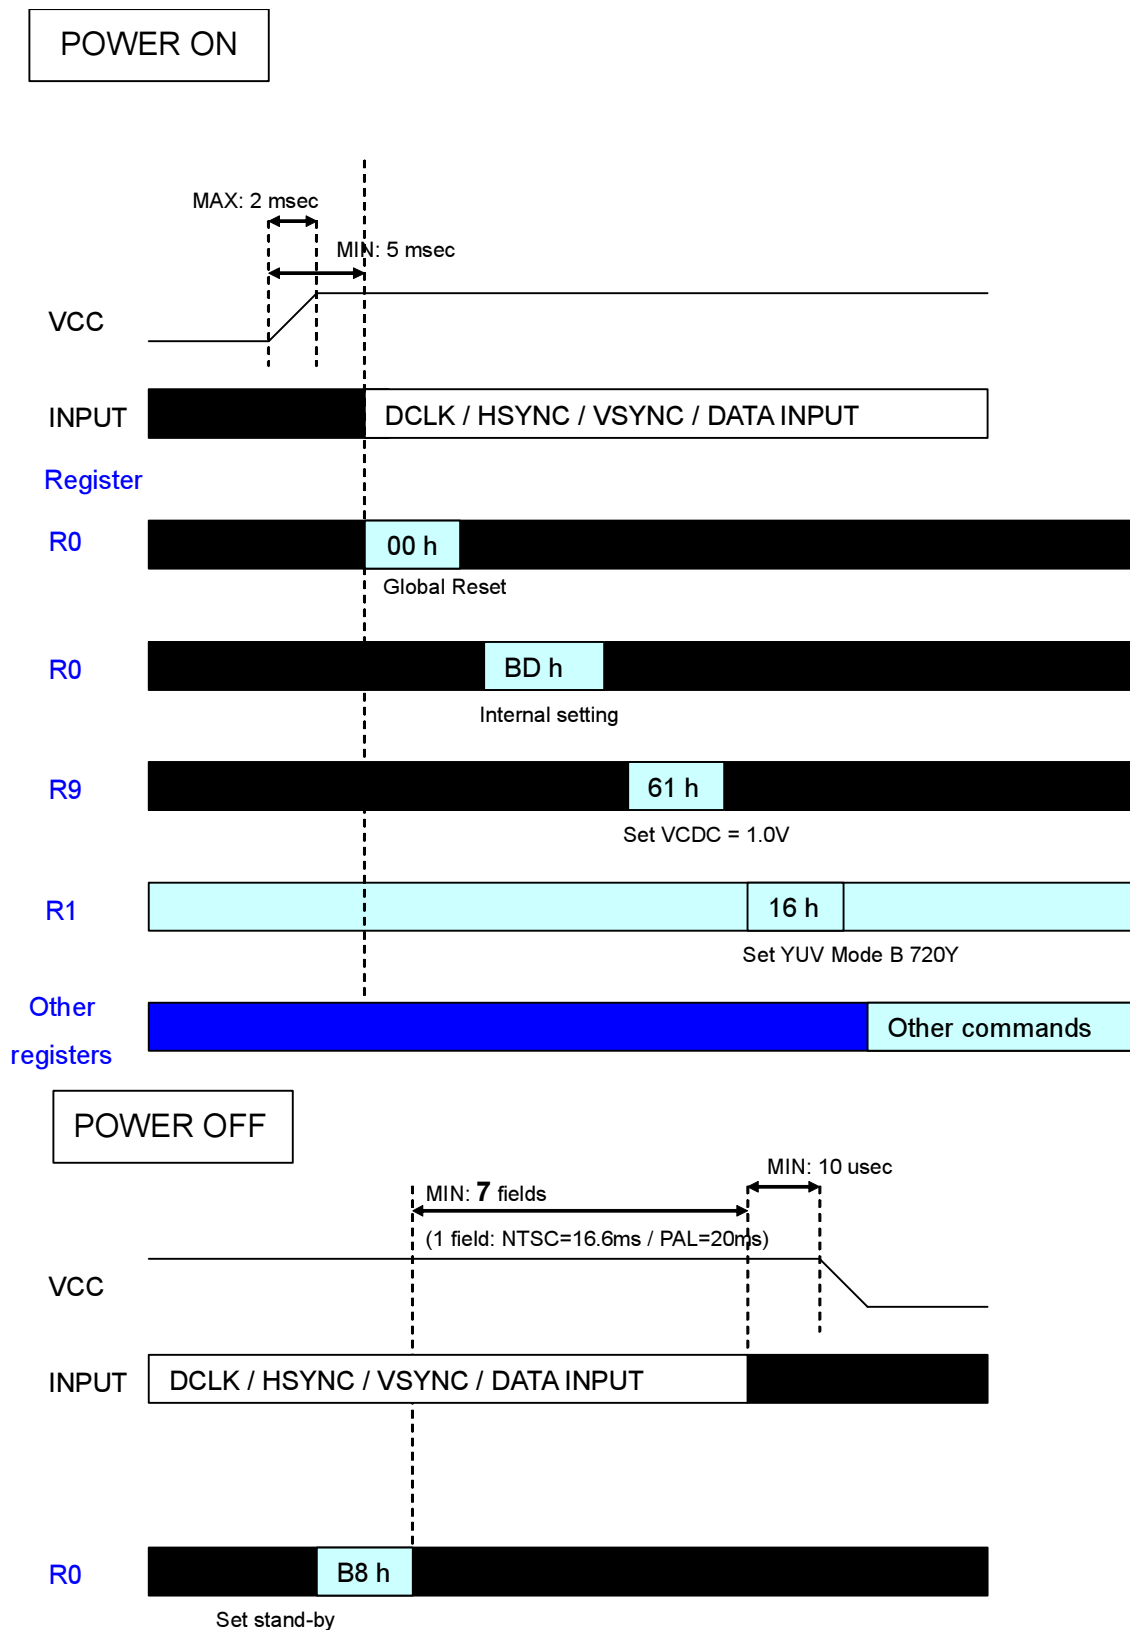 POWER ON
MAX: 2 msec
MIN: 5 msec
VCC
INPUT
DCLK / HSYNC / VSYNC / DATA INPUT
Register
R0
00 h
Global Reset
R0
BD h
Internal setting
R9
61 h
Set VCDC = 1.0V
R1
16 h
Set YUV Mode B 720Y
Other
registers
Other commands
POWER OFF
MIN: 10 usec
MIN: 7 fields
(1 field: NTSC=16.6ms / PAL=20ms)
VCC
INPUT
DCLK / HSYNC / VSYNC / DATA INPUT
R0
B8 h
Set stand-by